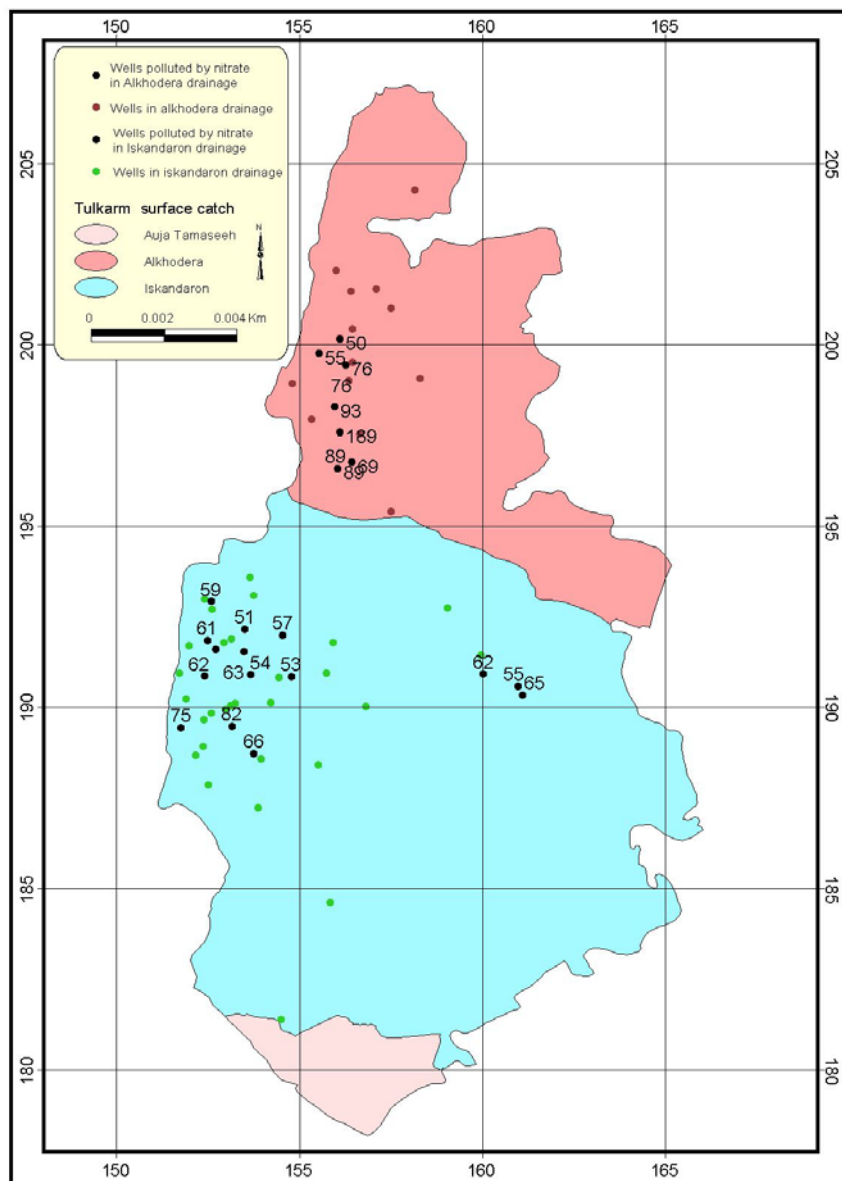 150 155 160 165
Wells polluted by nitrate
in Alkhodera drainage
Wells in alkhodera drainage
Wells polluted by nitrate
in Iskandaron drainage
Wells in iskandaron drainage
Tulkarm surface catch
N
Auja Tamaseeh
Alkhodera
Iskandaron
0 0.002 0.004 Km
205 205
200 200
50
55
76
76
93
189
89
69
89
195 195
59
51
57
61
62
63
54
53
62
55
65
190 190
75
82
66
185 185
180 180
150 155 160 165